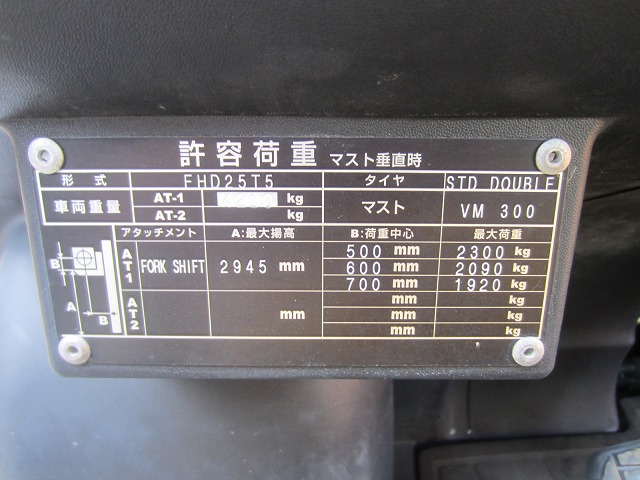 許容荷重 マスト垂直時
形式 FHD25T5 タイヤ STD DOUBLE
車両重量 AT-1 kg マスト VM 300
AT-2 kg
アタッチメント A:最大揚高 B:荷重中心 最大荷重
AT1 FORK SHIFT 2945 mm 500 mm 2300 kg
600 mm 2090 kg
700 mm 1920 kg
AT2 mm mm kg
mm kg
mm kg
B
A
B